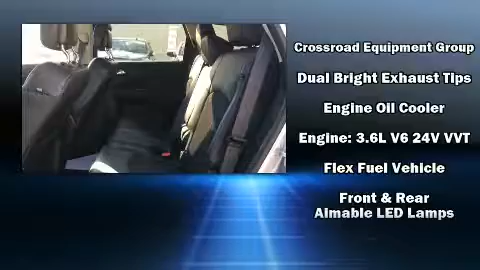 Crossroad Equipment Group
Dual Bright Exhaust Tips
Engine Oil Cooler
Engine: 3.6L V6 24V VVT
Flex Fuel Vehicle
Front & Rear
Aimable LED Lamps